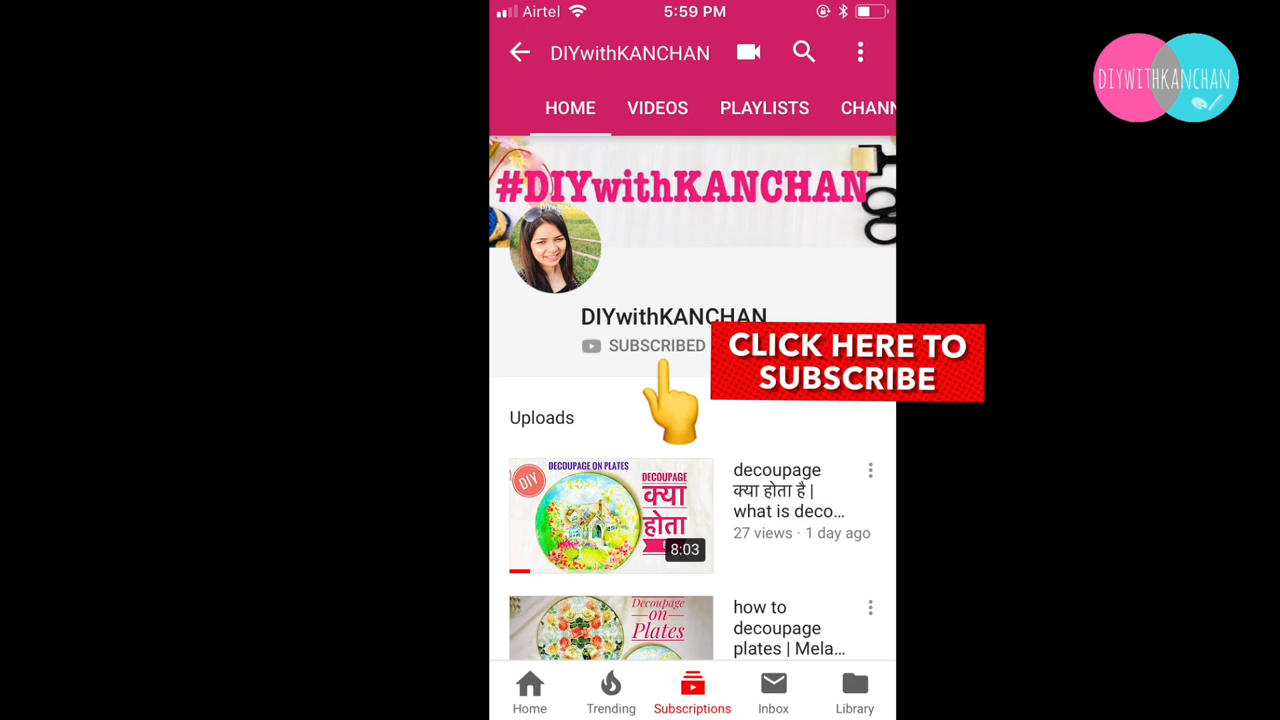 Airtel
5:59 PM
DIYwithKANCHAN
HOME
VIDEOS
PLAYLISTS
CHANN
DIYWITHKANCHAN
#DIYwithKANCHAN
DIYwithKANCHAN
SUBSCRIBED
CLICK HERE TO
SUBSCRIBE
Uploads
DECOUPAGE ON PLATES
DIY
DECOUPAGE
क्या
होता
8:03
decoupage
क्या होता है |
what is deco...
27 views · 1 day ago
Decoupage
on
Plates
how to
decoupage
plates | Mela...
Home
Trending
Subscriptions
Inbox
Library